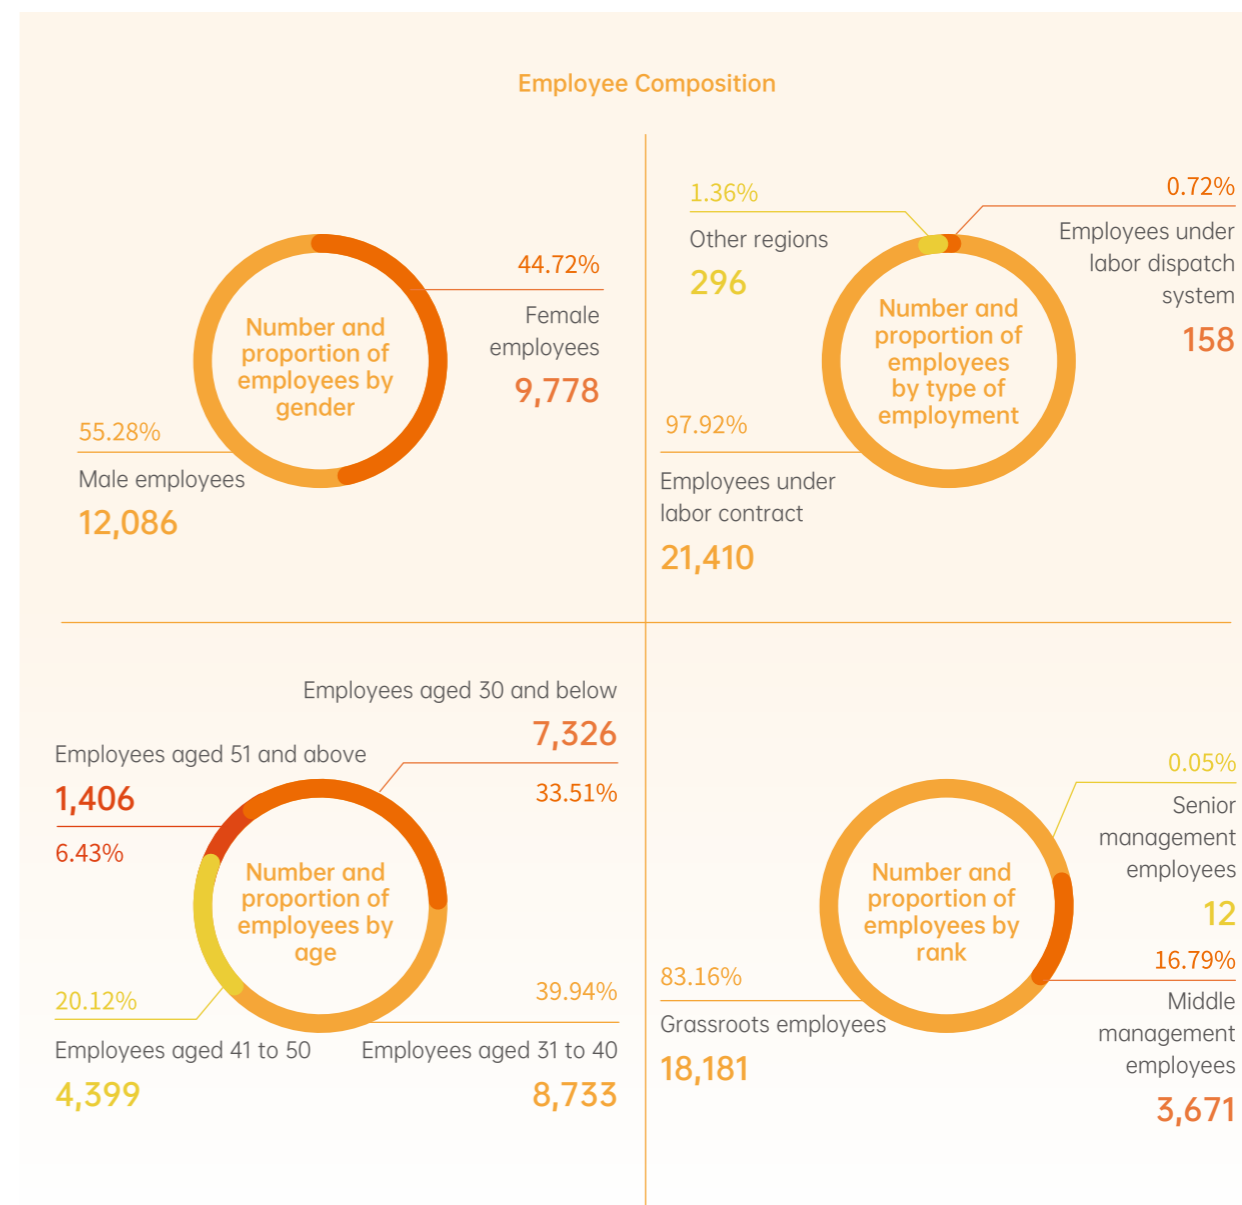 Employee Composition
44.72%
Female
employees
9,778
Number and
proportion of
employees by
gender
55.28%
Male employees
12,086
1.36%
Other regions
296
0.72%
Employees under
labor dispatch
system
158
Number and
proportion of
employees
by type of
employment
97.92%
Employees under
labor contract
21,410
Employees aged 30 and below
7,326
33.51%
Employees aged 51 and above
1,406
6.43%
Number and
proportion of
employees by
age
20.12%
Employees aged 41 to 50
4,399
39.94%
Employees aged 31 to 40
8,733
0.05%
Senior
management
employees
12
Number and
proportion of
employees by
rank
16.79%
Middle
management
employees
3,671
83.16%
Grassroots employees
18,181